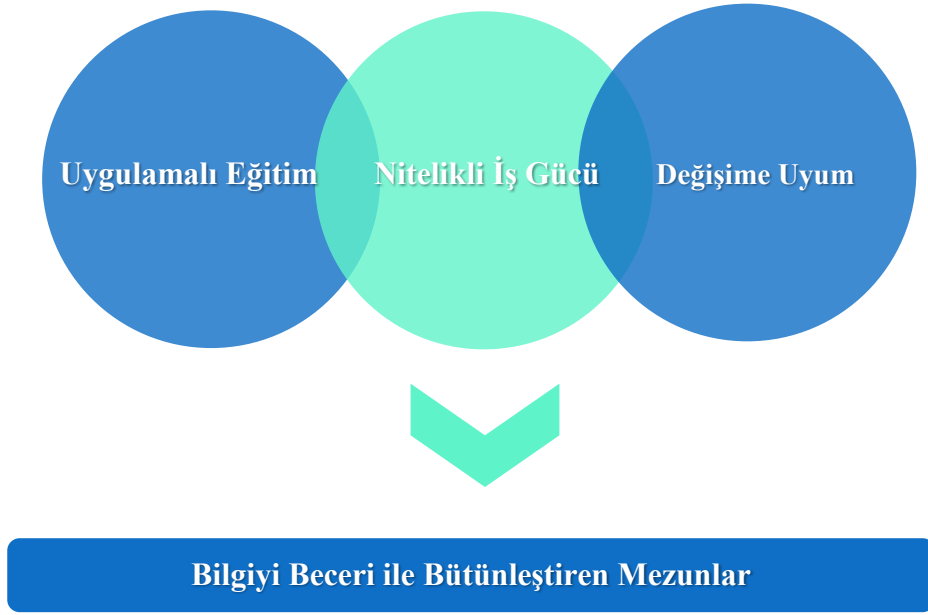 Uygulamalı Eğitim
Nitelikli İş Gücü
Değişime Uyum
Bilgiyi Beceri ile Bütünleştiren Mezunlar